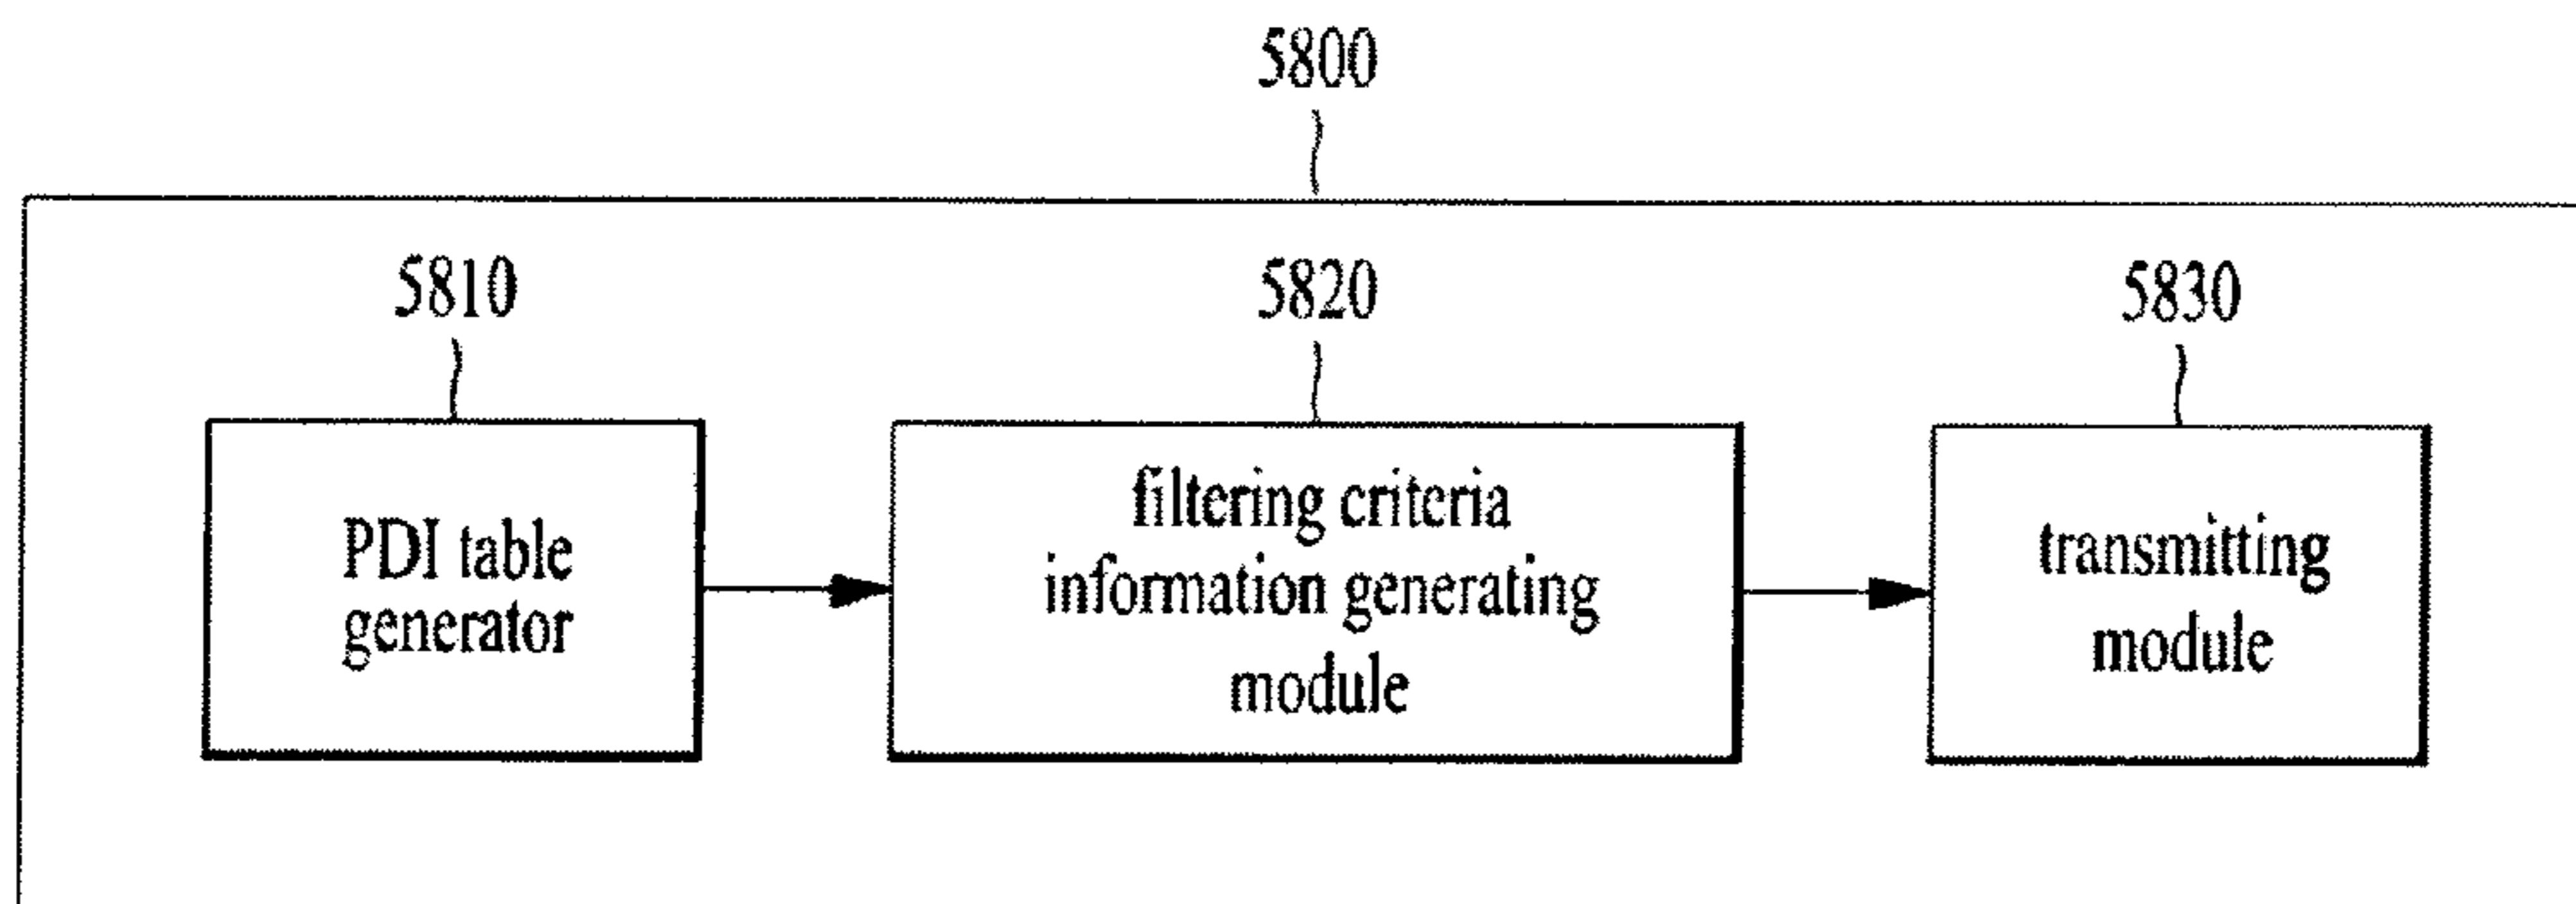 5800
5810
5820
5830
PDI table
generator
filtering criteria
information generating
module
transmitting
module